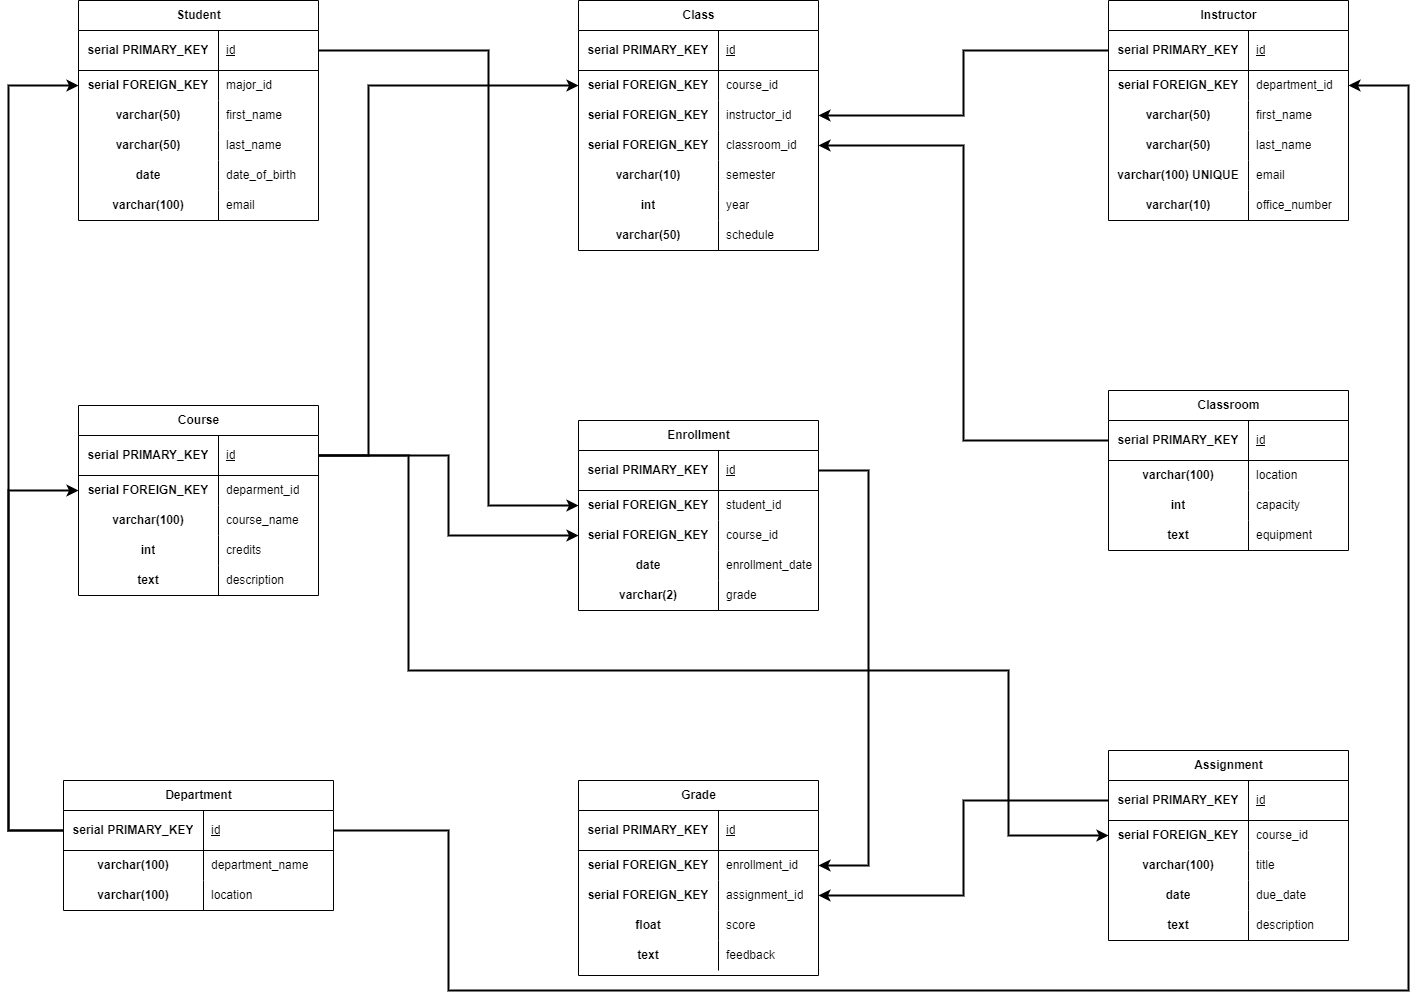 Student
serial PRIMARY_KEY id
serial FOREIGN_KEY major_id
varchar(50) first_name
varchar(50) last_name
date date_of_birth
varchar(100) email
Class
serial PRIMARY_KEY id
serial FOREIGN_KEY course_id
serial FOREIGN_KEY instructor_id
serial FOREIGN_KEY classroom_id
varchar(10) semester
int year
varchar(50) schedule
Instructor
serial PRIMARY_KEY id
serial FOREIGN_KEY department_id
varchar(50) first_name
varchar(50) last_name
varchar(100) UNIQUE email
varchar(10) office_number
Course
serial PRIMARY_KEY id
serial FOREIGN_KEY deparment_id
varchar(100) course_name
int credits
text description
Enrollment
serial PRIMARY_KEY id
serial FOREIGN_KEY student_id
serial FOREIGN_KEY course_id
date enrollment_date
varchar(2) grade
Classroom
serial PRIMARY_KEY id
varchar(100) location
int capacity
text equipment
Department
serial PRIMARY_KEY id
varchar(100) department_name
varchar(100) location
Grade
serial PRIMARY_KEY id
serial FOREIGN_KEY enrollment_id
serial FOREIGN_KEY assignment_id
float score
text feedback
Assignment
serial PRIMARY_KEY id
serial FOREIGN_KEY course_id
varchar(100) title
date due_date
text description